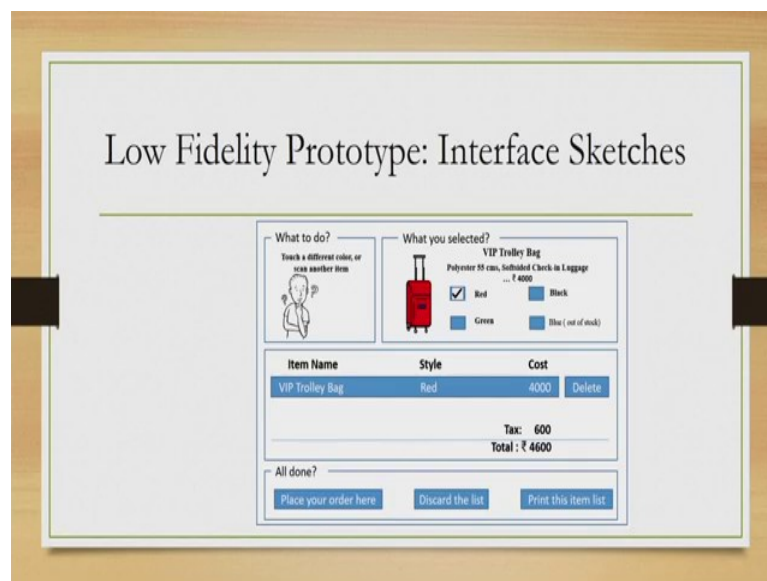 Low Fidelity Prototype: Interface Sketches
What to do?
Touch a different color, or
scan another item
? ?
What you selected?
VIP Trolley Bag
Polyester 55 cms, Softsided Check-in Luggage
... ₹ 4000
Red Black
Green Blue ( out of stock)
Item Name Style Cost
VIP Trolley Bag Red 4000 Delete
Tax: 600
Total : ₹ 4600
All done?
Place your order here Discard the list Print this item list